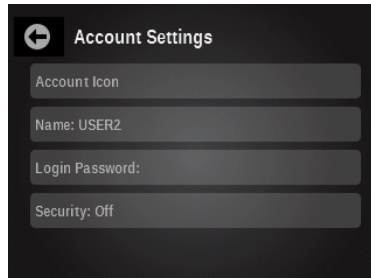 Account Settings
Account Icon
Name: USER2
Login Password:
Security: Off